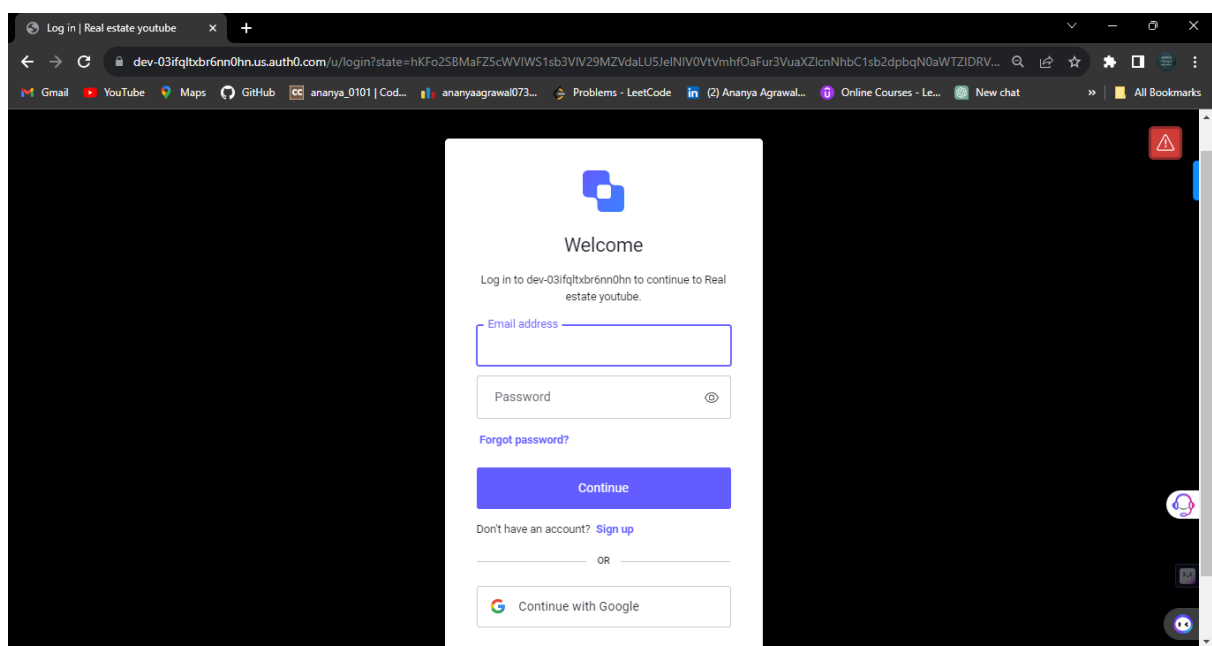 Log in | Real estate youtube
dev-03ifqltxbr6nn0hn.us.auth0.com/u/login?state=
Gmail YouTube Maps GitHub CC ananya_0101 | Cod... ananyaagrawal073... Problems - LeetCode in (2) Ananya Agrawal... Online Courses - Le... New chat » All Bookmarks
Welcome
Log in to dev-03ifqltxbr6nn0hn to continue to Real
estate youtube.
Email address
Password
Forgot password?
Continue
Don't have an account? Sign up
OR
Continue with Google